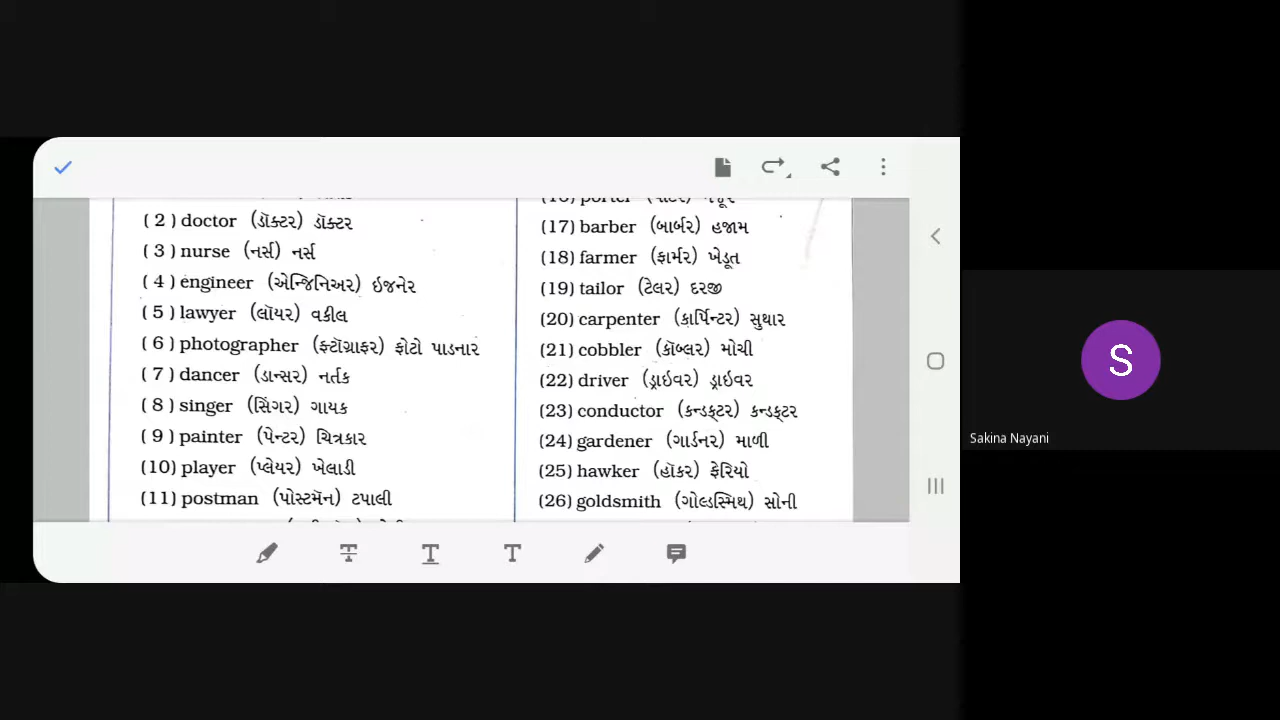 ( 2 ) doctor (ડૉક્ટર) ડૉક્ટર
( 3 ) nurse (નર્સ) નર્સ
( 4 ) engineer (એન્જિનિઅર) ઇજનેર
( 5 ) lawyer (લૉયર) વકીલ
( 6 ) photographer (ફ્ટૉગ્રાફર) ફોટો પાડનાર
( 7 ) dancer (ડાન્સર) નર્તક
( 8 ) singer (સિંગર) ગાયક
( 9 ) painter (પેન્ટર) ચિત્રકાર
(10) player (પ્લેયર) ખેલાડી
(11) postman (પોસ્ટમૅન) ટપાલી
(16) porter
(17) barber (બાર્બર) હજામ
(18) farmer (ફાર્મર) ખેડૂત
(19) tailor (ટેલર) દરજી
(20) carpenter (કાર્પિન્ટર) સુથાર
(21) cobbler (કૉબ્લર) મોચી
(22) driver (ડ્રાઇવર) ડ્રાઇવર
(23) conductor (કન્ડક્ટર) કન્ડક્ટર
(24) gardener (ગાર્ડનર) માળી
(25) hawker (હૉકર) ફેરિયો
(26) goldsmith (ગોલ્ડસ્મિથ) સોની
S
Sakina Nayani